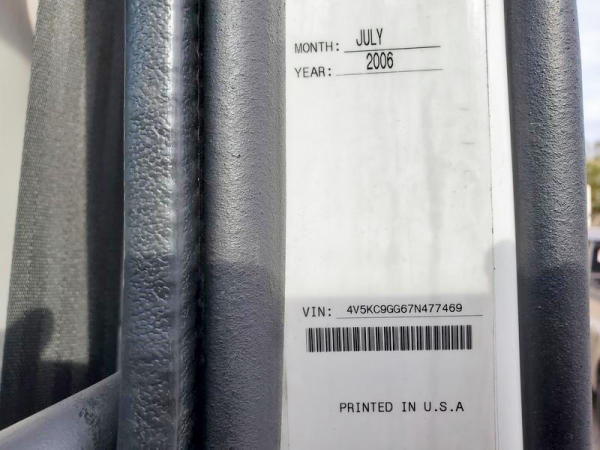 MONTH: JULY
YEAR: 2006
VIN: 4V5KC9GG67N477469
PRINTED IN U.S.A